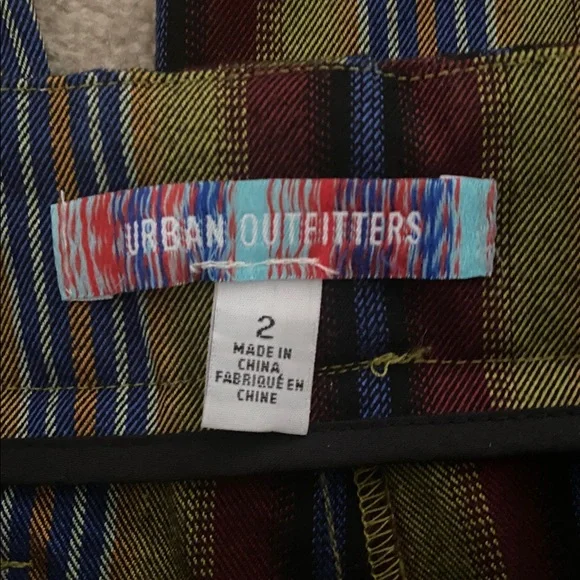 URBAN OUTFITTERS
2
MADE IN
CHINA
FABRIQUÉ EN
CHINE